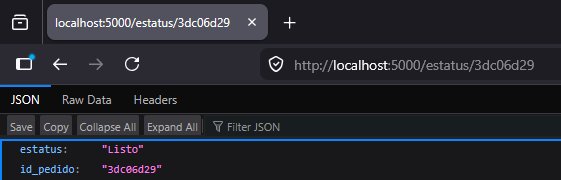 localhost:5000/estatus/3dc06d29
http://localhost:5000/estatus/3dc06d29
JSON Raw Data Headers
Save Copy Collapse All Expand All Filter JSON
estatus: "Listo"
id_pedido: "3dc06d29"